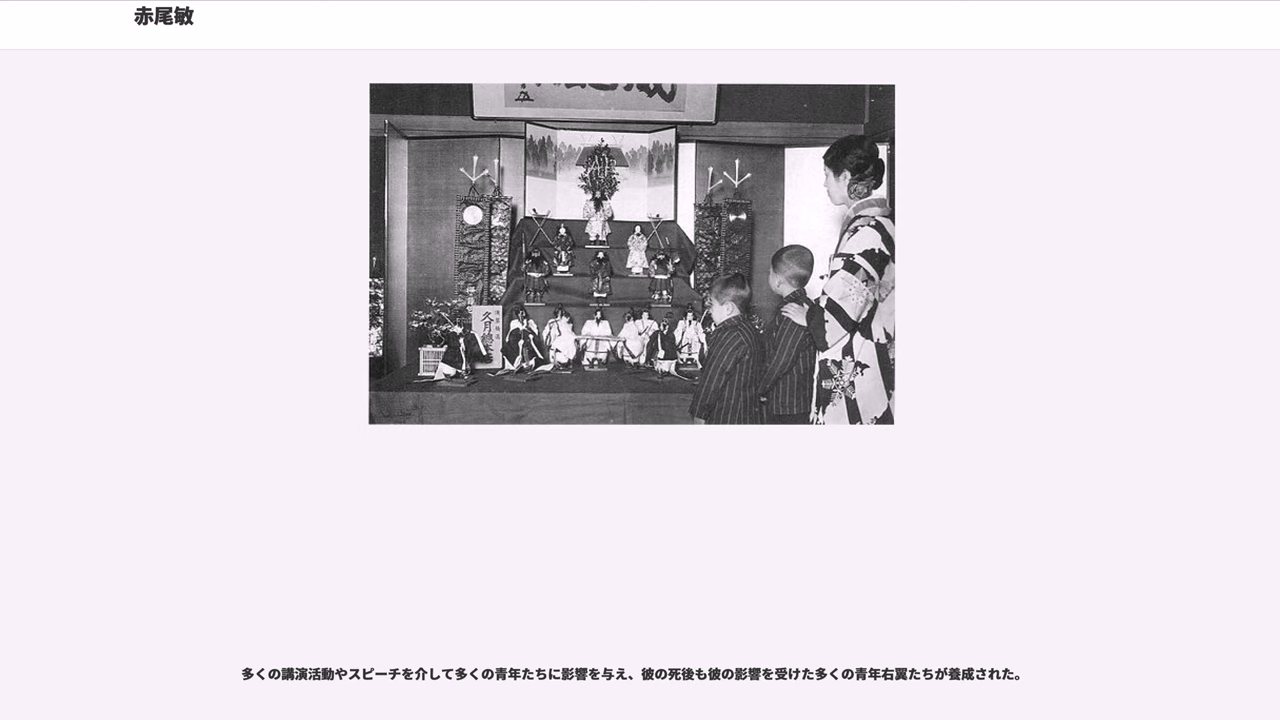 赤尾敏
久月
多くの講演活動やスピーチを介して多くの青年たちに影響を与え、彼の死後も彼の影響を受けた多くの青年右翼たちが養成された。